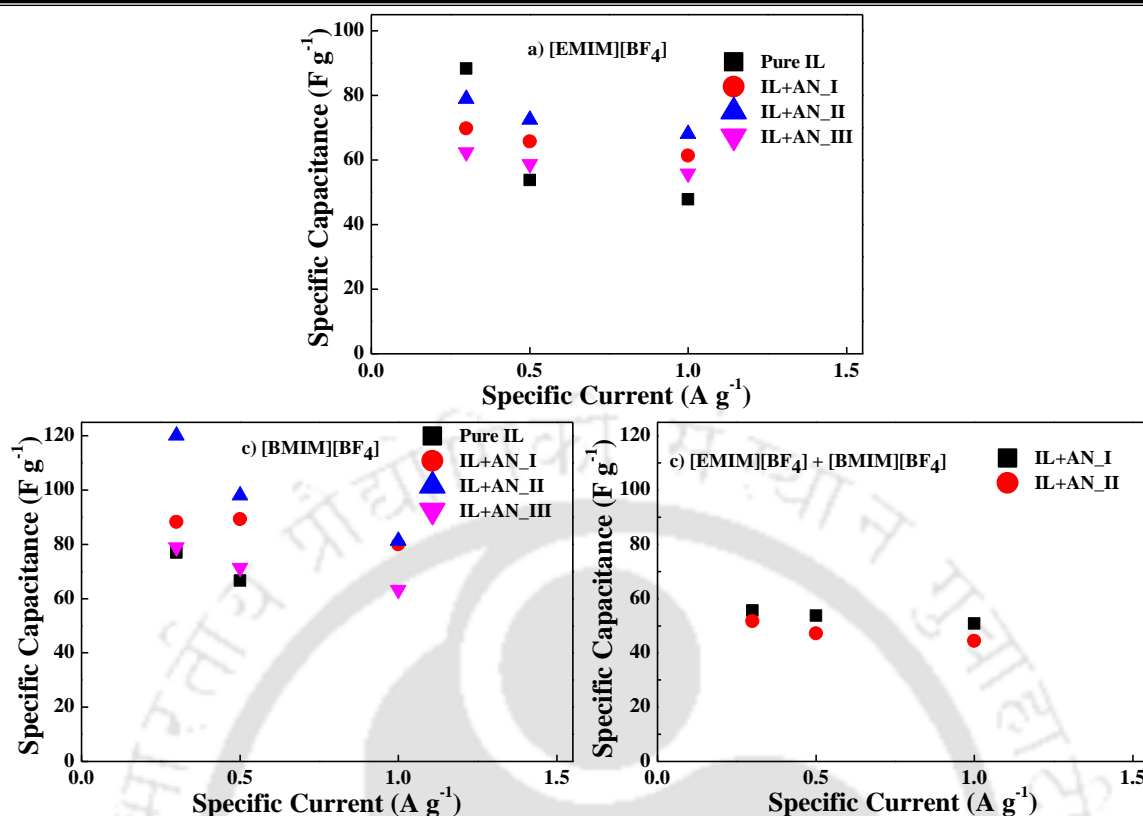 a) [EMIM][BF4]
Pure IL
IL+AN_I
IL+AN_II
IL+AN_III
Specific Capacitance (F g-1)
100
80
60
40
20
0
0.0 0.5 1.0 1.5
Specific Current (A g-1)
c) [BMIM][BF4]
Pure IL
IL+AN_I
IL+AN_II
IL+AN_III
Specific Capacitance (F g-1)
120
100
80
60
40
20
0
0.0 0.5 1.0 1.5
Specific Current (A g-1)
c) [EMIM][BF4] + [BMIM][BF4]
IL+AN_I
IL+AN_II
Specific Capacitance (F g-1)
120
100
80
60
40
20
0
0.0 0.5 1.0 1.5
Specific Current (A g-1)